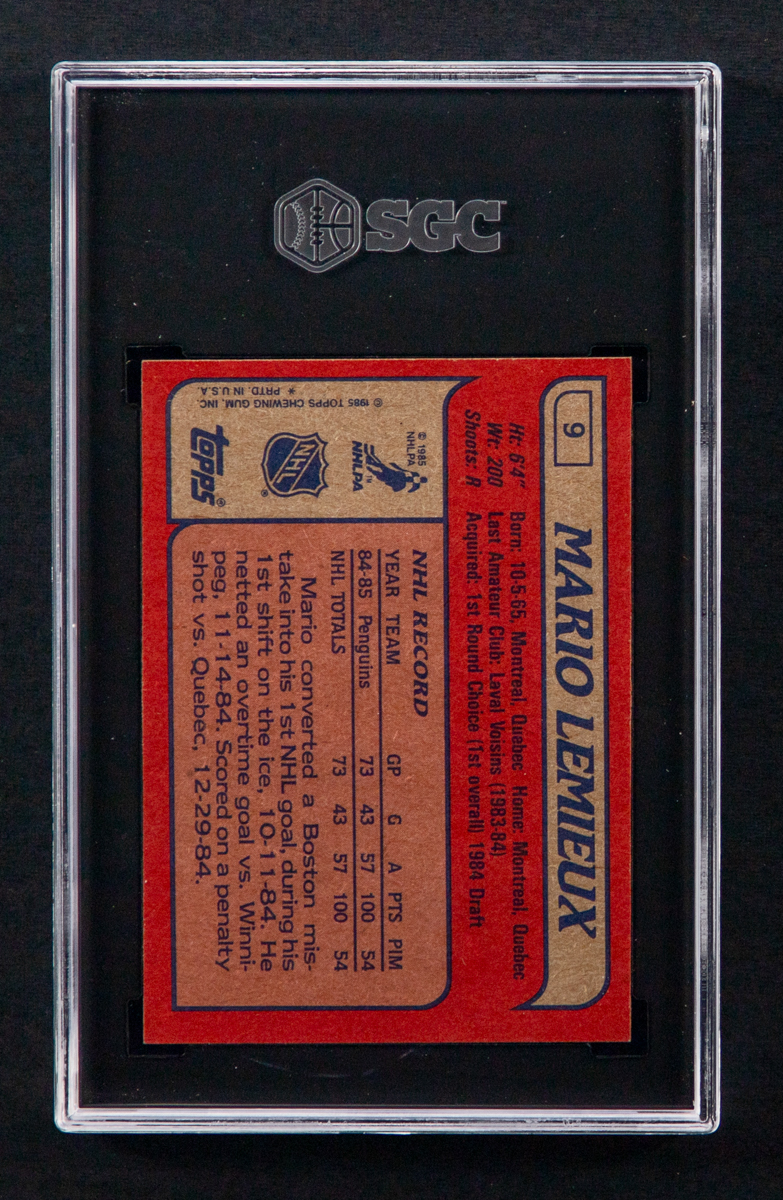 SGC
9
MARIO LEMIEUX
Ht: 6'4" Born: 10-5-65, Montreal, Quebec Home: Montreal, Quebec
Wt: 200 Last Amateur Club: Laval Voisins (1983-84)
Shoots: R Acquired: 1st Round Choice (1st overall) 1984 Draft
© 1985
NHLPA
NHLPA
TM
NHL
®
topps®
© 1985 TOPPS CHEWING GUM, INC.
* PRTD. IN U.S.A.
NHL RECORD
YEAR TEAM GP G A PTS PIM
84-85 Penguins 73 43 57 100 54
NHL TOTALS 73 43 57 100 54
Mario converted a Boston mis-
take into his 1st NHL goal, during his
1st shift on the ice, 10-11-84. He
netted an overtime goal vs. Winni-
peg, 11-14-84. Scored on a penalty
shot vs. Quebec, 12-29-84.